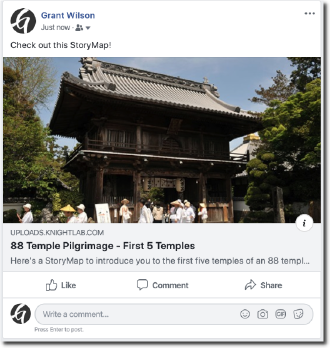 Grant Wilson
Just now ·
Check out this StoryMap!
UPLOADS.KNIGHTLAB.COM
88 Temple Pilgrimage - First 5 Temples
Here's a StoryMap to introduce you to the first five temples of an 88 templ...
Like Comment Share
Write a comment...
GIF
Press Enter to post.